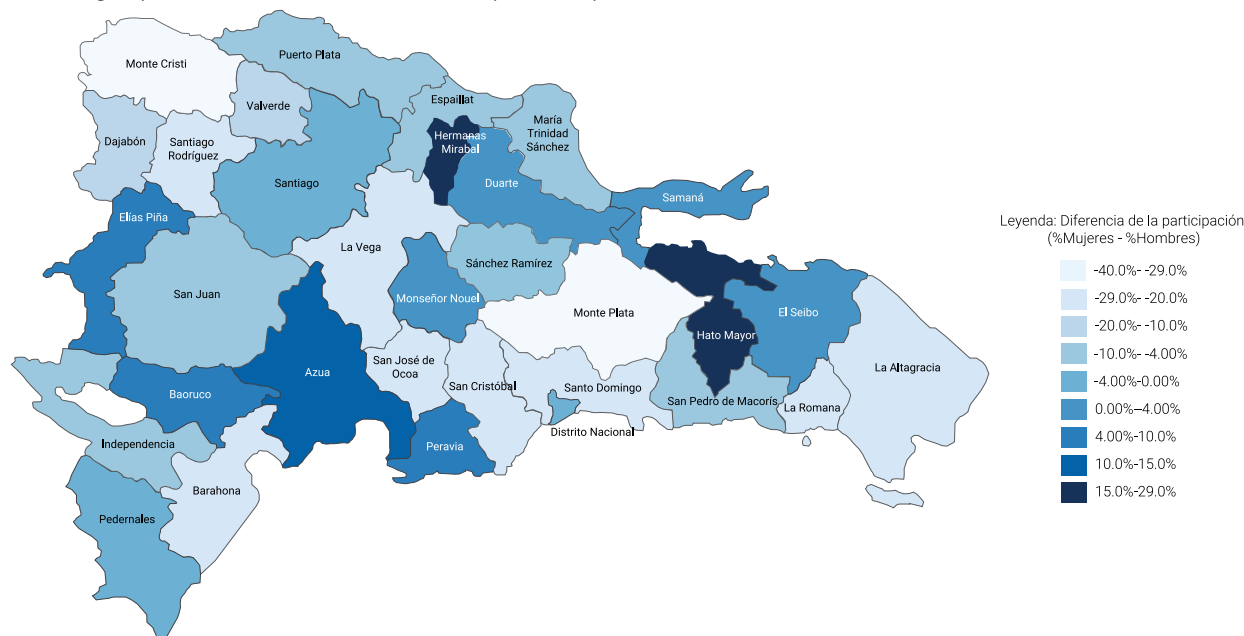 Puerto Plata
Monte Cristi
Espaillat
Valverde
María
Trinidad
Sánchez
Hermanas
Mirabal
Dajabón
Santiago
Rodríguez
Santiago
Duarte
Samaná
Elías Piña
La Vega
Sánchez Ramírez
San Juan
Monseñor Nouel
Monte Plata
El Seibo
Hato Mayor
San José de
Ocoa
Azua
La Altagracia
San Cristóbal
Santo Domingo
Baoruco
San Pedro de Macorís
La Romana
Distrito Nacional
Independencia
Peravia
Barahona
Pedernales
Leyenda: Diferencia de la participación
(%Mujeres - %Hombres)
-40.0%- -29.0%
-29.0%- -20.0%
-20.0%- -10.0%
-10.0%- -4.00%
-4.00%-0.00%
0.00%–4.00%
4.00%-10.0%
10.0%-15.0%
15.0%-29.0%